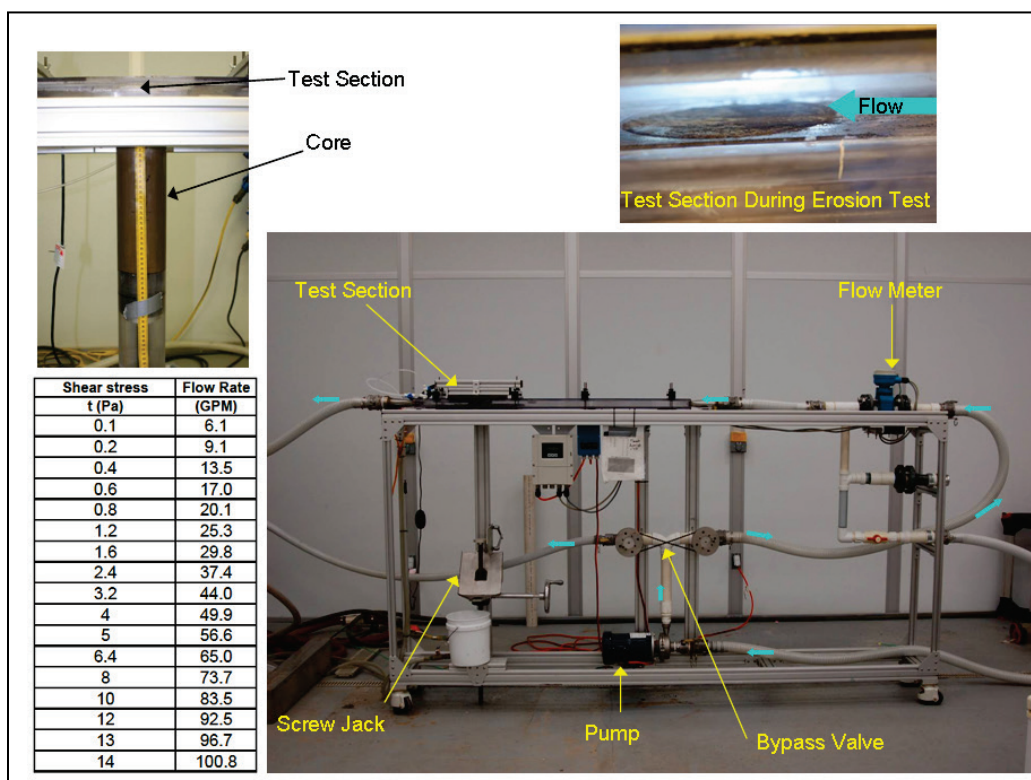 Test Section
Core
Flow
Test Section During Erosion Test
Test Section
Flow Meter
Screw Jack
Pump
Bypass Valve
Shear stress Flow Rate
t (Pa) (GPM)
0.1 6.1
0.2 9.1
0.4 13.5
0.6 17.0
0.8 20.1
1.2 25.3
1.6 29.8
2.4 37.4
3.2 44.0
4 49.9
5 56.6
6.4 65.0
8 73.7
10 83.5
12 92.5
13 96.7
14 100.8